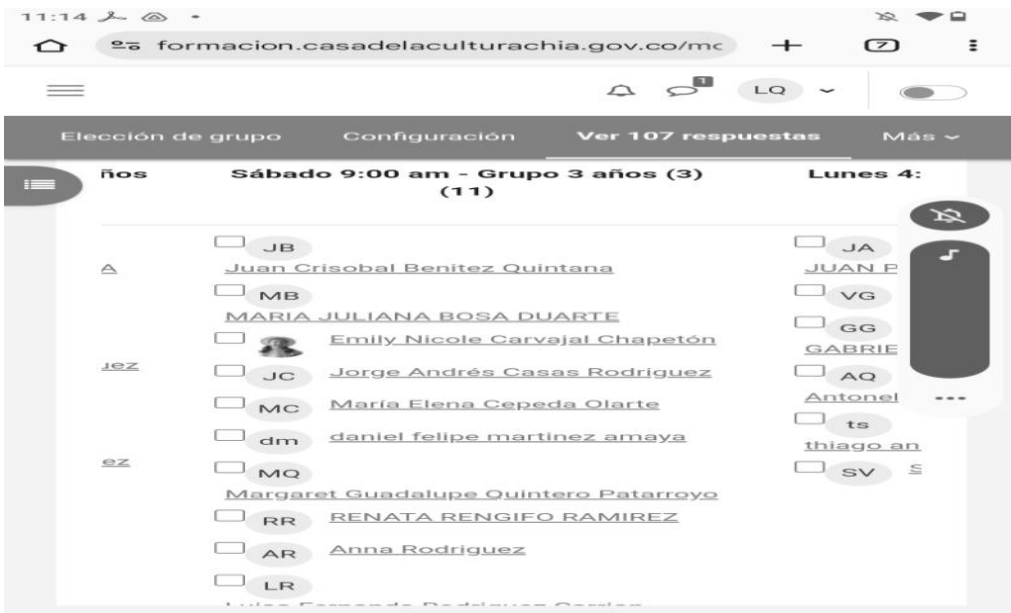 11:14
formacion.casadelaculturachia.gov.co/mc
7
1
LQ
Elección de grupo Configuración Ver 107 respuestas Más
ños Sábado 9:00 am - Grupo 3 años (3) Lunes 4:
(11)
JB JA
A Juan Crisobal Benitez Quintana JUAN P
MB VG
MARIA JULIANA BOSA DUARTE
Emily Nicole Carvajal Chapetón GG
GABRIE
uez JC Jorge Andrés Casas Rodríguez AQ
MC María Elena Cepeda Olarte Antonel
dm daniel felipe martinez amaya ts
thiago an
ez MQ SV S
Margaret Guadalupe Quintero Patarroyo
RR RENATA RENGIFO RAMIREZ
AR Anna Rodriguez
LR